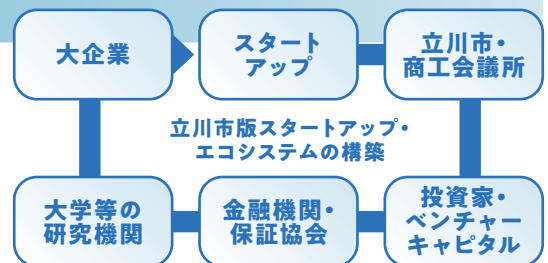 大企業
スタート
アップ
立川市・
商工会議所
立川市版スタートアップ・
エコシステムの構築
大学等の
研究機関
金融機関・
保証協会
投資家・
ベンチャー
キャピタル